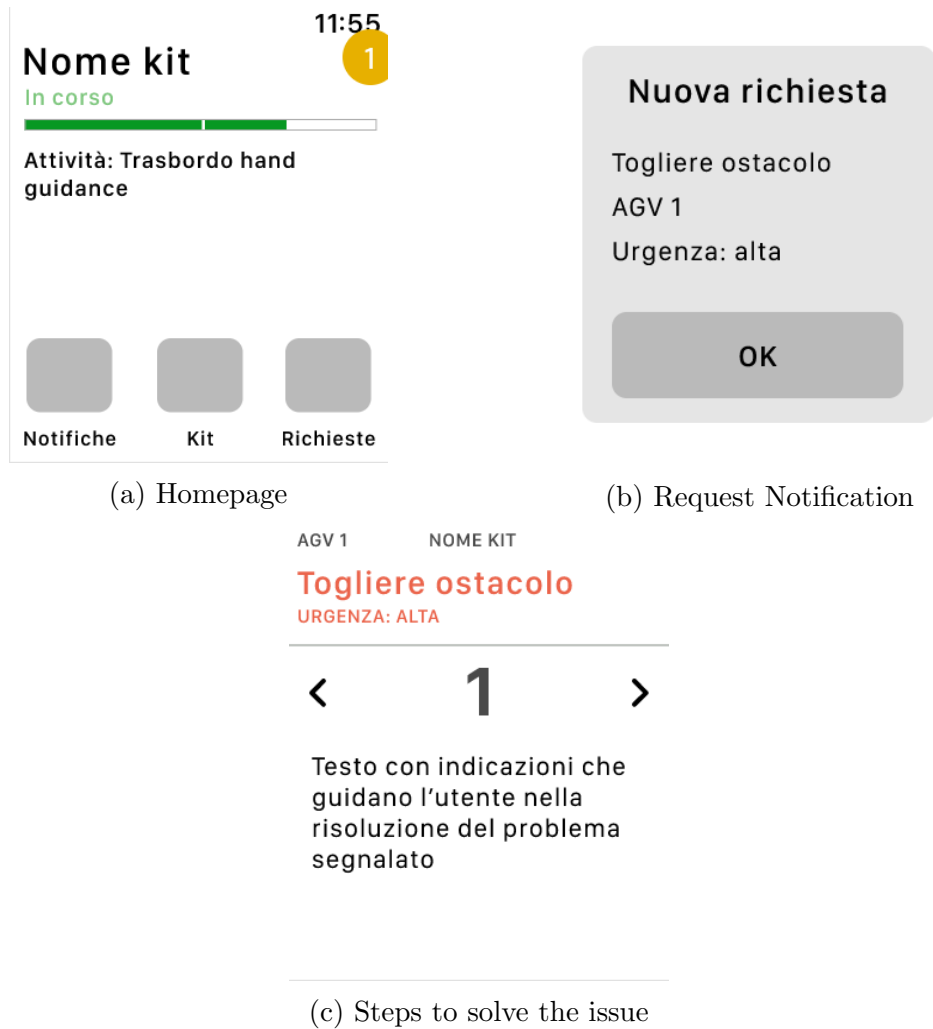 11:55
Nome kit
1
In corso
Attività: Trasbordo hand
guidance
Notifiche
Kit
Richieste
(a) Homepage
Nuova richiesta
Togliere ostacolo
AGV 1
Urgenza: alta
OK
(b) Request Notification
AGV 1
NOME KIT
Togliere ostacolo
URGENZA: ALTA
1
Testo con indicazioni che
guidano l'utente nella
risoluzione del problema
segnalato
(c) Steps to solve the issue